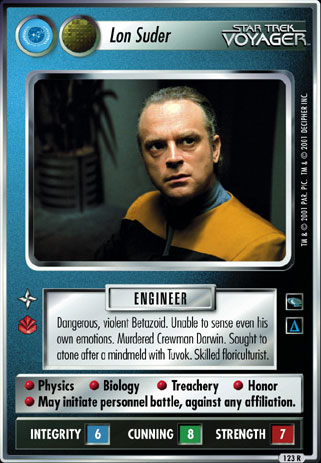 Lon Suder
STAR TREK
VOYAGER
TM & © 2001 PAR. PIC. TM & © 2001 DECIPHER INC.
ENGINEER
Dangerous, violent Betazoid. Unable to sense even his
own emotions. Murdered Crewman Darwin. Sought to
atone after a mindmeld with Tuvok. Skilled floriculturist.
Physics • Biology • Treachery • Honor
• May initiate personnel battle, against any affiliation.
INTEGRITY 6 CUNNING 8 STRENGTH 7
123 R